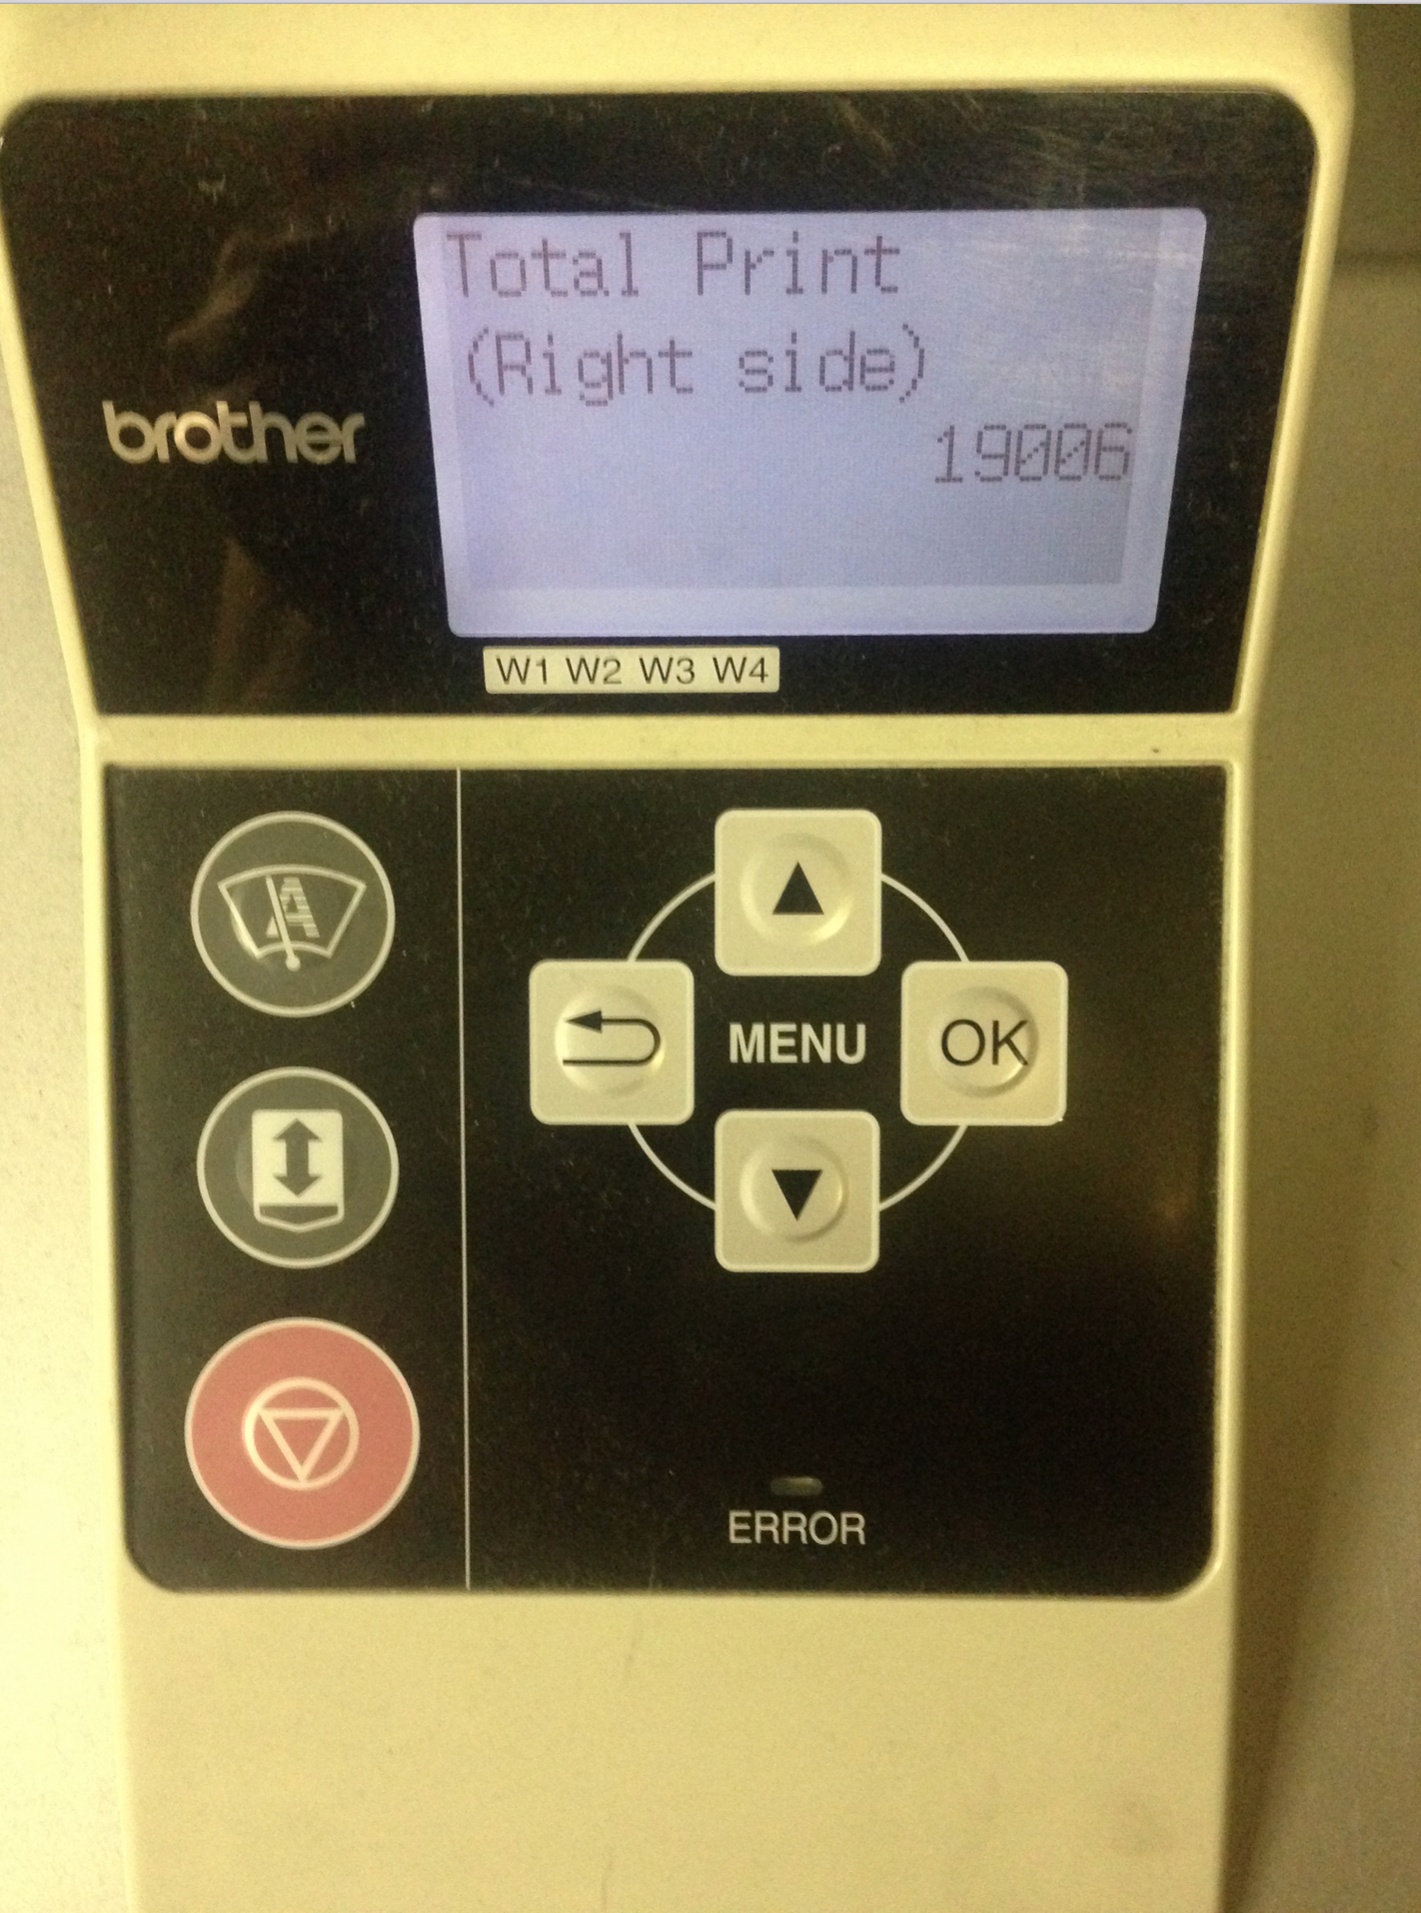 Total Print
(Right side)
19006
brother
W1 W2 W3 W4
MENU
OK
ERROR